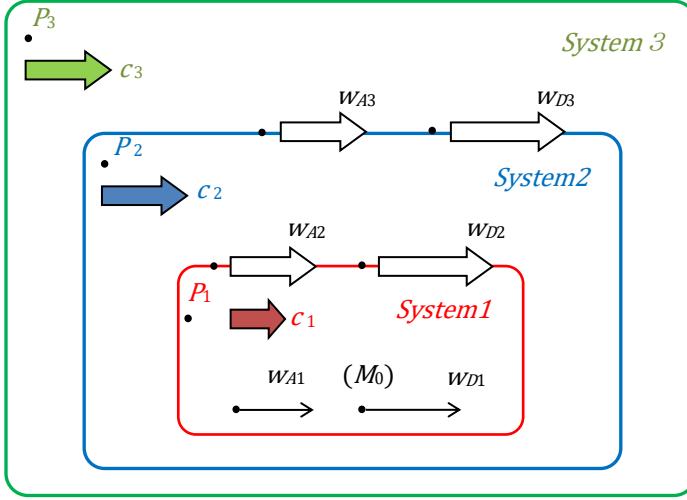 P3
System 3
c3
wA3
wD3
P2
System2
c2
wA2
wD2
P1
System1
c1
wA1
(M0)
wD1